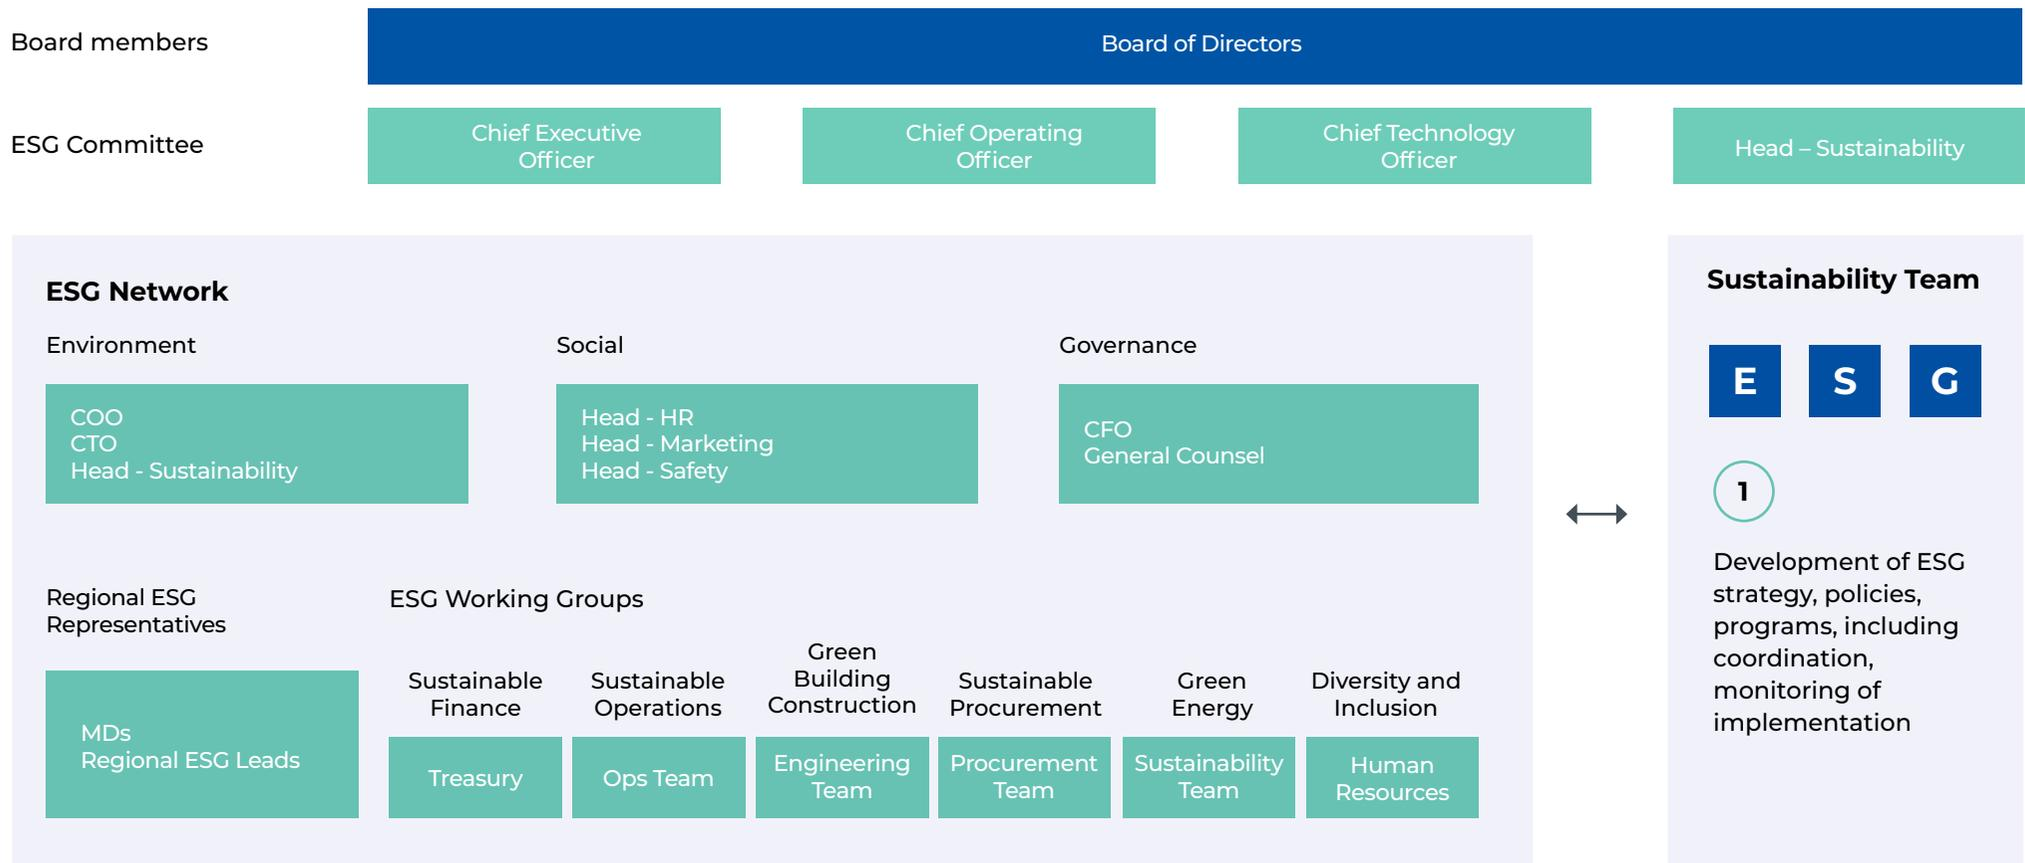 Board members
Board of Directors
ESG Committee
Chief Executive
Officer
Chief Operating
Officer
Chief Technology
Officer
Head – Sustainability
ESG Network
Environment
COO
CTO
Head - Sustainability
Social
Head - HR
Head - Marketing
Head - Safety
Governance
CFO
General Counsel
Regional ESG
Representatives
MDs
Regional ESG Leads
ESG Working Groups
Sustainable
Finance
Treasury
Sustainable
Operations
Ops Team
Green
Building
Construction
Engineering
Team
Sustainable
Procurement
Procurement
Team
Green
Energy
Sustainability
Team
Diversity and
Inclusion
Human
Resources
Sustainability Team
E S G
1
Development of ESG
strategy, policies,
programs, including
coordination,
monitoring of
implementation